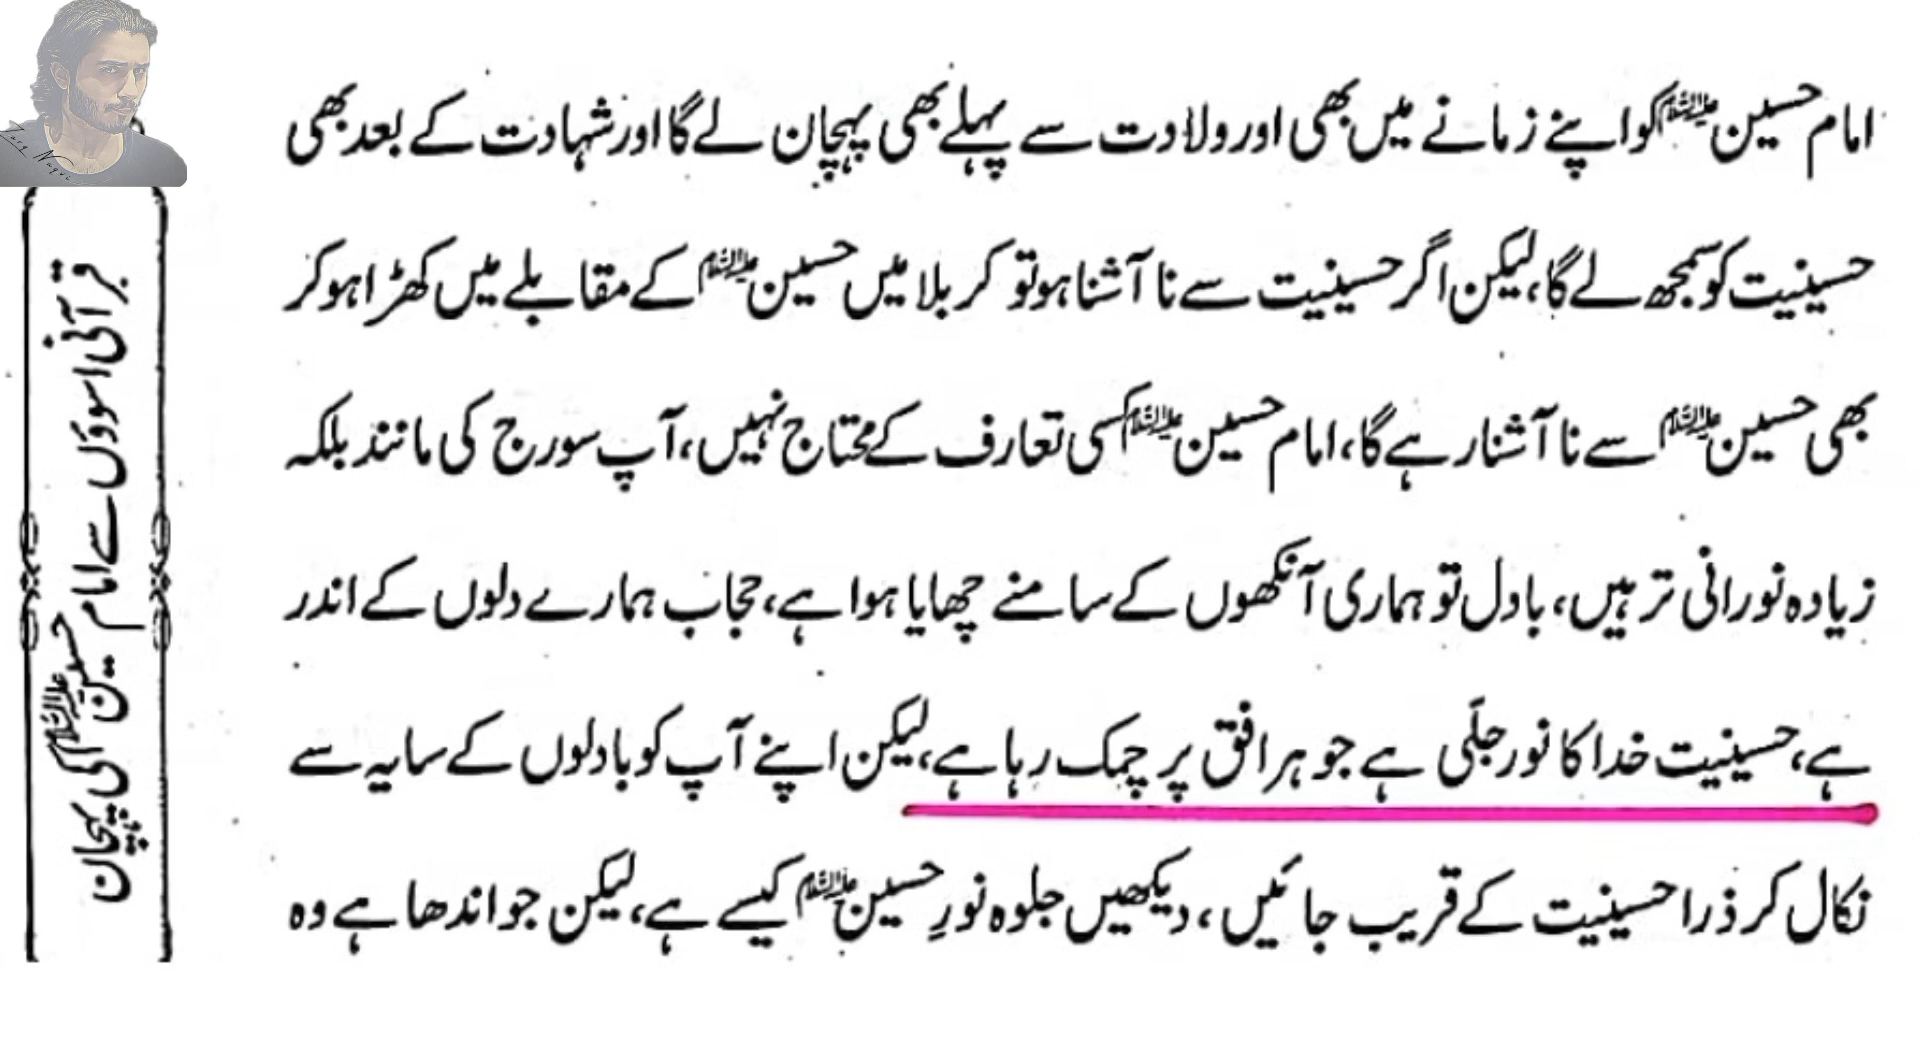 امام حسین علیہ السلام کو اپنے زمانے میں بھی اور ولادت سے پہلے بھی پہچان لے گا اور شہادت کے بعد بھی
حسینیت کو سمجھ لے گا، لیکن اگر حسینیت سے نا آشنا ہو تو کربلا میں حسین علیہ السلام کے مقابلے میں کھڑا ہو کر
بھی حسین علیہ السلام سے نا آشنا رہے گا، امام حسین علیہ السلام کسی تعارف کے محتاج نہیں، آپ سورج کی مانند بلکہ
زیادہ نورانی تر ہیں، بادل تو ہماری آنکھوں کے سامنے چھایا ہوا ہے، حجاب ہمارے دلوں کے اندر
ہے، حسینیت خدا کا نور جلّی ہے جو ہر افق پر چمک رہا ہے، لیکن اپنے آپ کو بادلوں کے سایہ سے
نکال کر ذرا حسینیت کے قریب جائیں، دیکھیں جلوہ نورِ حسین علیہ السلام کیسے ہے، لیکن جو اندھا ہے وہ
قرآنی اسوؤں سے امام حسین علیہ السلام کی پہچان
Zarq Naqvi